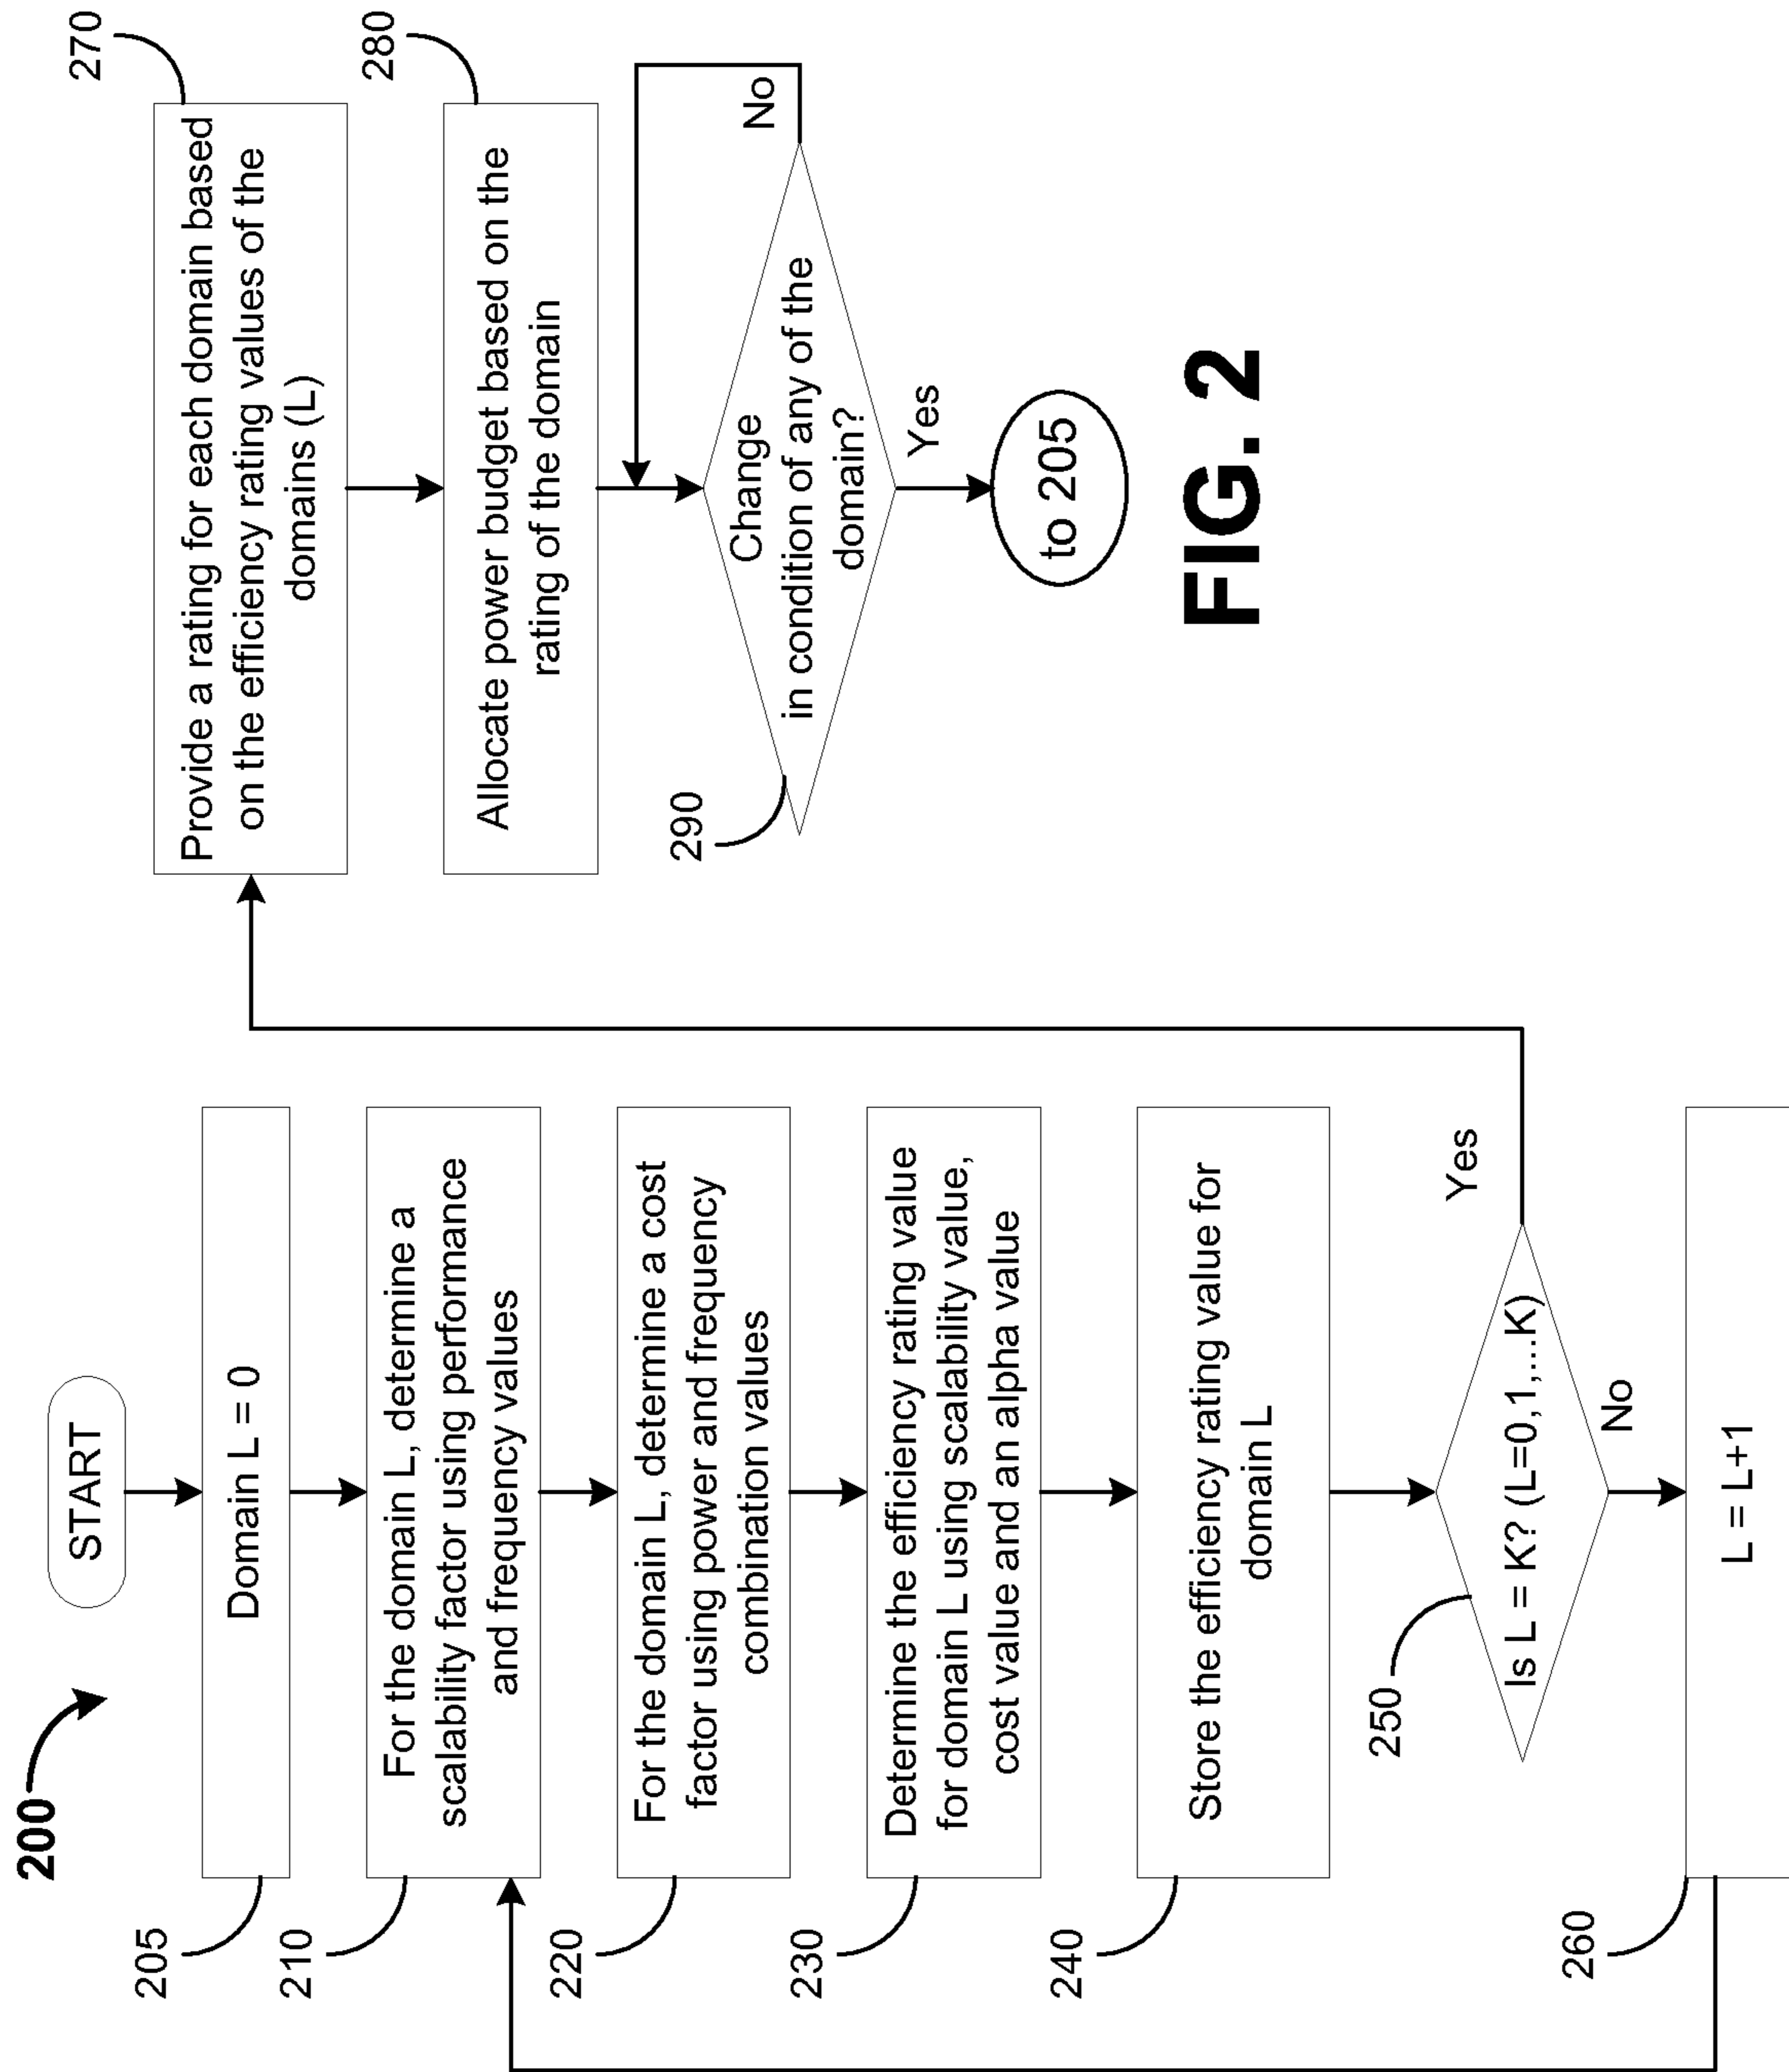 200
START
205
Domain L = 0
210
For the domain L, determine a
scalability factor using performance
and frequency values
220
For the domain L, determine a cost
factor using power and frequency
combination values
230
Determine the efficiency rating value
for domain L using scalability value,
cost value and an alpha value
240
Store the efficiency rating value for
domain L
250
Is L = K? (L=0,1,...K)
Yes
No
260
L = L+1
270
Provide a rating for each domain based
on the efficiency rating values of the
domains (L)
280
Allocate power budget based on the
rating of the domain
290
Change
in condition of any of the
domain?
No
Yes
to 205
FIG. 2